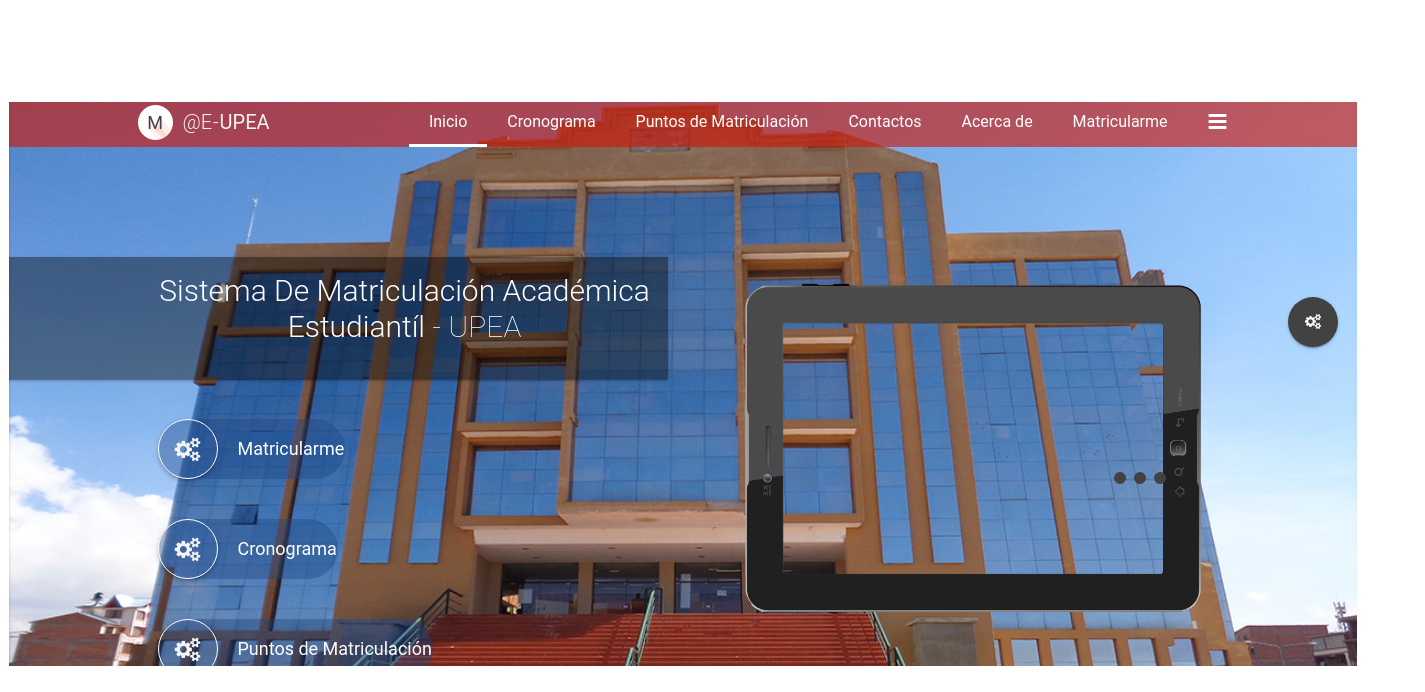 M @E-UPEA Inicio Cronograma Puntos de Matriculación Contactos Acerca de Matricularme
Sistema De Matriculación Académica
Estudiantíl - UPEA
Matricularme
Cronograma
Puntos de Matriculación